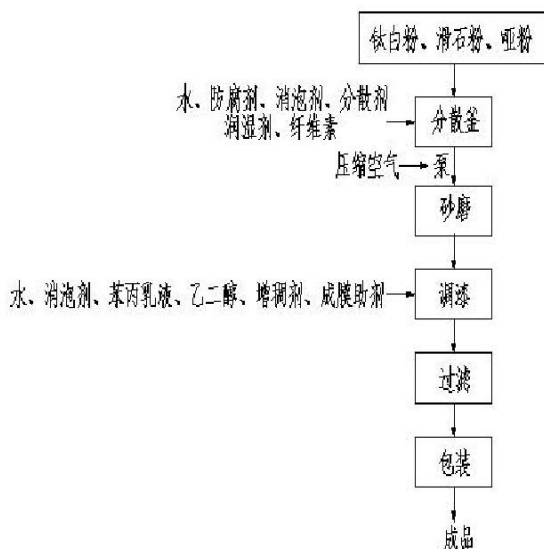 钛白粉、滑石粉、哑粉
水、防腐剂、消泡剂、分散剂
润湿剂、纤维素
分散釜
压缩空气
泵
砂磨
水、消泡剂、苯丙乳液、乙二醇、增稠剂、成膜助剂
调漆
过滤
包装
成品